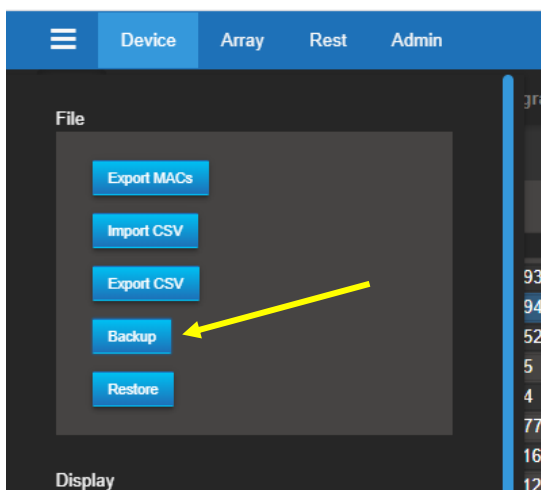 Device Array Rest Admin
File
Export MACs
Import CSV
Export CSV
Backup
Restore
Display
93
94
52
5
4
77
16
12